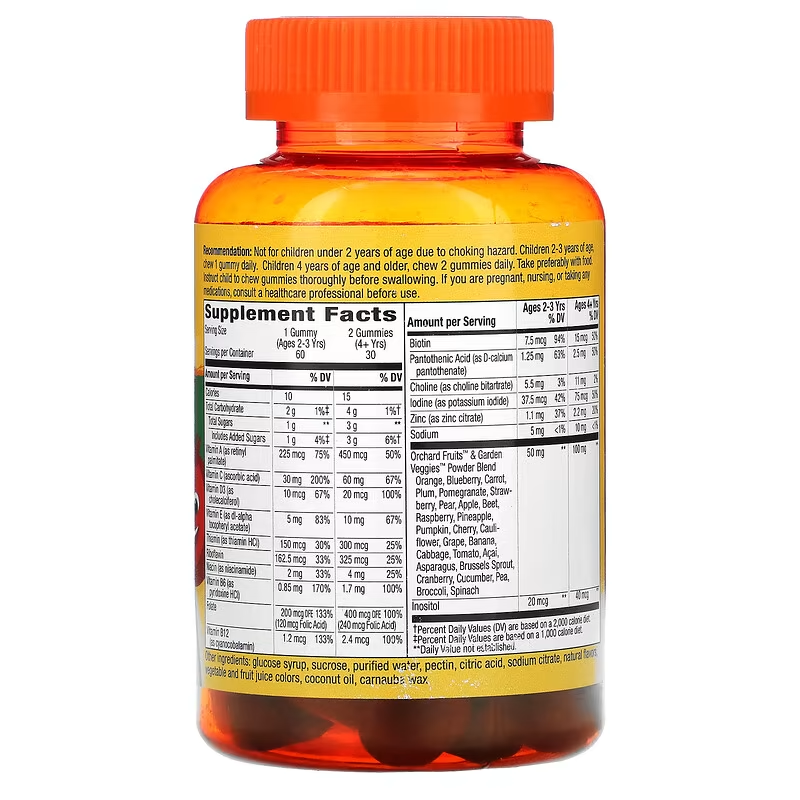 Recommendation: Not for children under 2 years of age due to choking hazard. Children 2-3 years of age,
chew 1 gummy daily. Children 4 years of age and older, chew 2 gummies daily. Take preferably with food.
Instruct child to chew gummies thoroughly before swallowing. If you are pregnant, nursing, or taking any
medications, consult a healthcare professional before use.
Supplement Facts
Serving Size 1 Gummy 2 Gummies
(Ages 2-3 Yrs) (4+ Yrs)
Servings per Container 60 30
Amount per Serving % DV % DV
Calories 10 15
Total Carbohydrate 2 g 1%‡ 4 g 1%†
Total Sugars 1 g ** 3 g **
Includes Added Sugars 1 g 4%‡ 3 g 6%†
Vitamin A (as retinyl
palmitate) 225 mcg 75% 450 mcg 50%
Vitamin C (ascorbic acid) 30 mg 200% 60 mg 67%
Vitamin D3 (as
cholecalciferol) 10 mcg 67% 20 mcg 100%
Vitamin E (as dl-alpha
tocopheryl acetate) 5 mg 83% 10 mg 67%
Thiamin (as thiamin HCl) 150 mcg 30% 300 mcg 25%
Riboflavin 162.5 mcg 33% 325 mcg 25%
Niacin (as niacinamide) 2 mg 33% 4 mg 25%
Vitamin B6 (as
pyridoxine HCl) 0.85 mg 170% 1.7 mg 100%
Folate 200 mcg DFE 133% 400 mcg DFE 100%
(120 mcg Folic Acid) (240 mcg Folic Acid)
Vitamin B12
(as cyanocobalamin) 1.2 mcg 133% 2.4 mcg 100%
Amount per Serving Ages 2-3 Yrs % DV Ages 4+ Yrs % DV
Biotin 7.5 mcg 94% 15 mcg 50%
Pantothenic Acid (as D-calcium
pantothenate) 1.25 mg 63% 2.5 mg 50%
Choline (as choline bitartrate) 5.5 mg 3% 11 mg 2%
Iodine (as potassium iodide) 37.5 mcg 42% 75 mcg 50%
Zinc (as zinc citrate) 1.1 mg 37% 2.2 mg 20%
Sodium 5 mg <1% 10 mg <1%
Orchard Fruits™ & Garden 50 mg ** 100 mg **
Veggies™ Powder Blend
Orange, Blueberry, Carrot,
Plum, Pomegranate, Straw-
berry, Pear, Apple, Beet,
Raspberry, Pineapple,
Pumpkin, Cherry, Cauli-
flower, Grape, Banana,
Cabbage, Tomato, Açai,
Asparagus, Brussels Sprout,
Cranberry, Cucumber, Pea,
Broccoli, Spinach
Inositol 20 mcg ** 40 mcg **
†Percent Daily Values (DV) are based on a 2,000 calorie diet.
‡Percent Daily Values are based on a 1,000 calorie diet.
**Daily Value not established.
Other ingredients: glucose syrup, sucrose, purified water, pectin, citric acid, sodium citrate, natural flavors,
vegetable and fruit juice colors, coconut oil, carnauba wax.